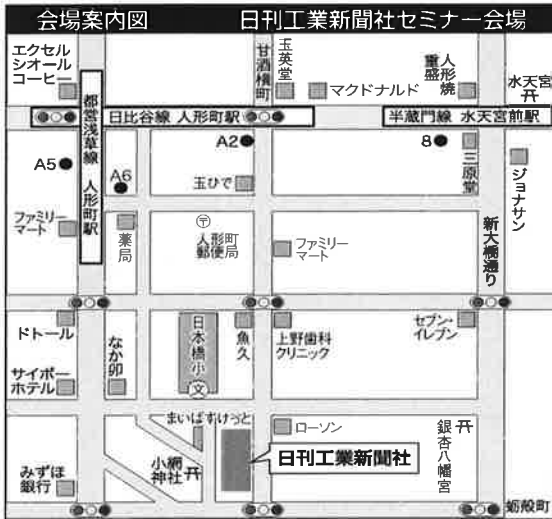 会場案内図 日刊工業新聞社セミナー会場
エクセルシオールコーヒー
甘酒横町
玉英堂
マクドナルド
人形焼
重盛
水天宮
都営浅草線 人形町駅
日比谷線 人形町駅
半蔵門線 水天宮前駅
A5
A6
A2
8
三原堂
ジョナサン
玉ひで
ファミリーマート
薬局
〒
人形町郵便局
ファミリーマート
新大橋通り
ドトール
なか卯
日本橋小
文
魚久
上野歯科クリニック
セブン-イレブン
サイボーホテル
まいばすけっと
ローソン
銀杏八幡宮
小網神社
日刊工業新聞社
みずほ銀行
蛎殻町